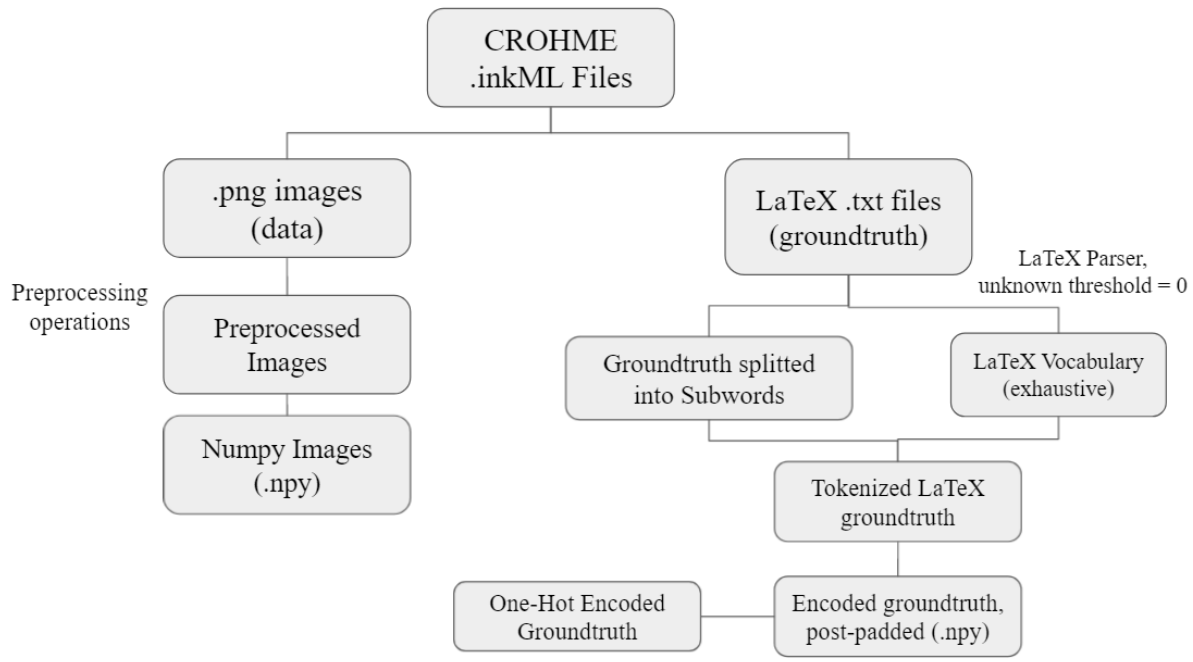 CROHME
.inkML Files
.png images
(data)
LaTeX .txt files
(groundtruth)
LaTeX Parser,
unknown threshold = 0
Preprocessing
operations
Preprocessed
Images
Groundtruth splitted
into Subwords
LaTeX Vocabulary
(exhaustive)
Numpy Images
(.npy)
Tokenized LaTeX
groundtruth
One-Hot Encoded
Groundtruth
Encoded groundtruth,
post-padded (.npy)